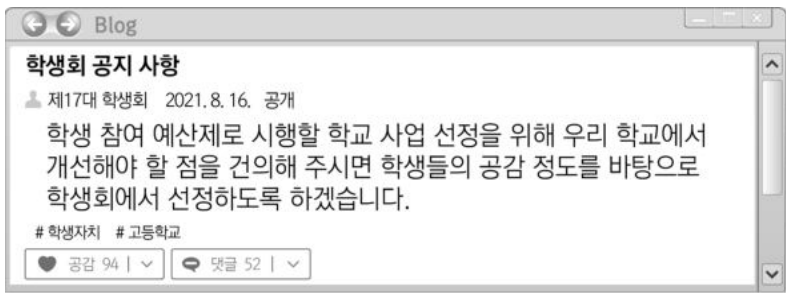 Blog
학생회 공지 사항
제17대 학생회 2021. 8. 16. 공개
학생 참여 예산제로 시행할 학교 사업 선정을 위해 우리 학교에서
개선해야 할 점을 건의해 주시면 학생들의 공감 정도를 바탕으로
학생회에서 선정하도록 하겠습니다.
# 학생자치 # 고등학교
공감 94 | 댓글 52 |